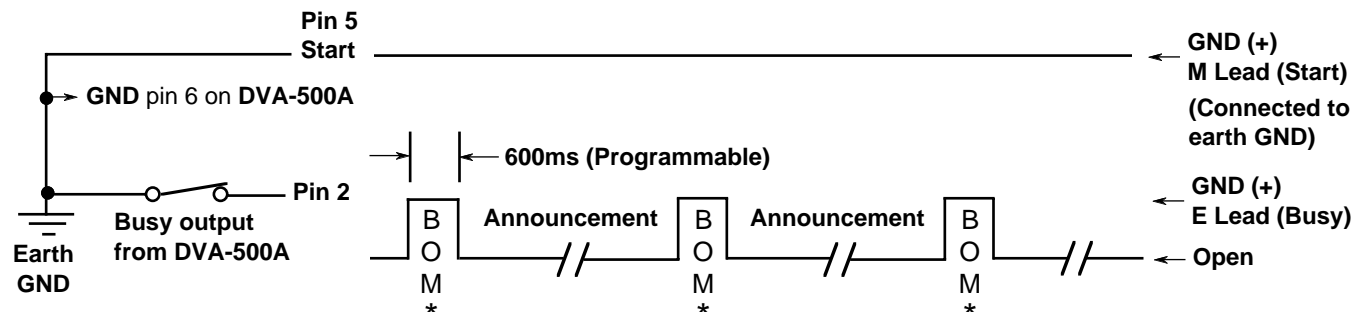 Pin 5
Start
GND pin 6 on DVA-500A
Pin 2
Busy output
from DVA-500A
Earth
GND
600ms (Programmable)
B
O
M
*
Announcement
B
O
M
*
Announcement
B
O
M
*
GND (+)
M Lead (Start)
(Connected to
earth GND)
GND (+)
E Lead (Busy)
Open